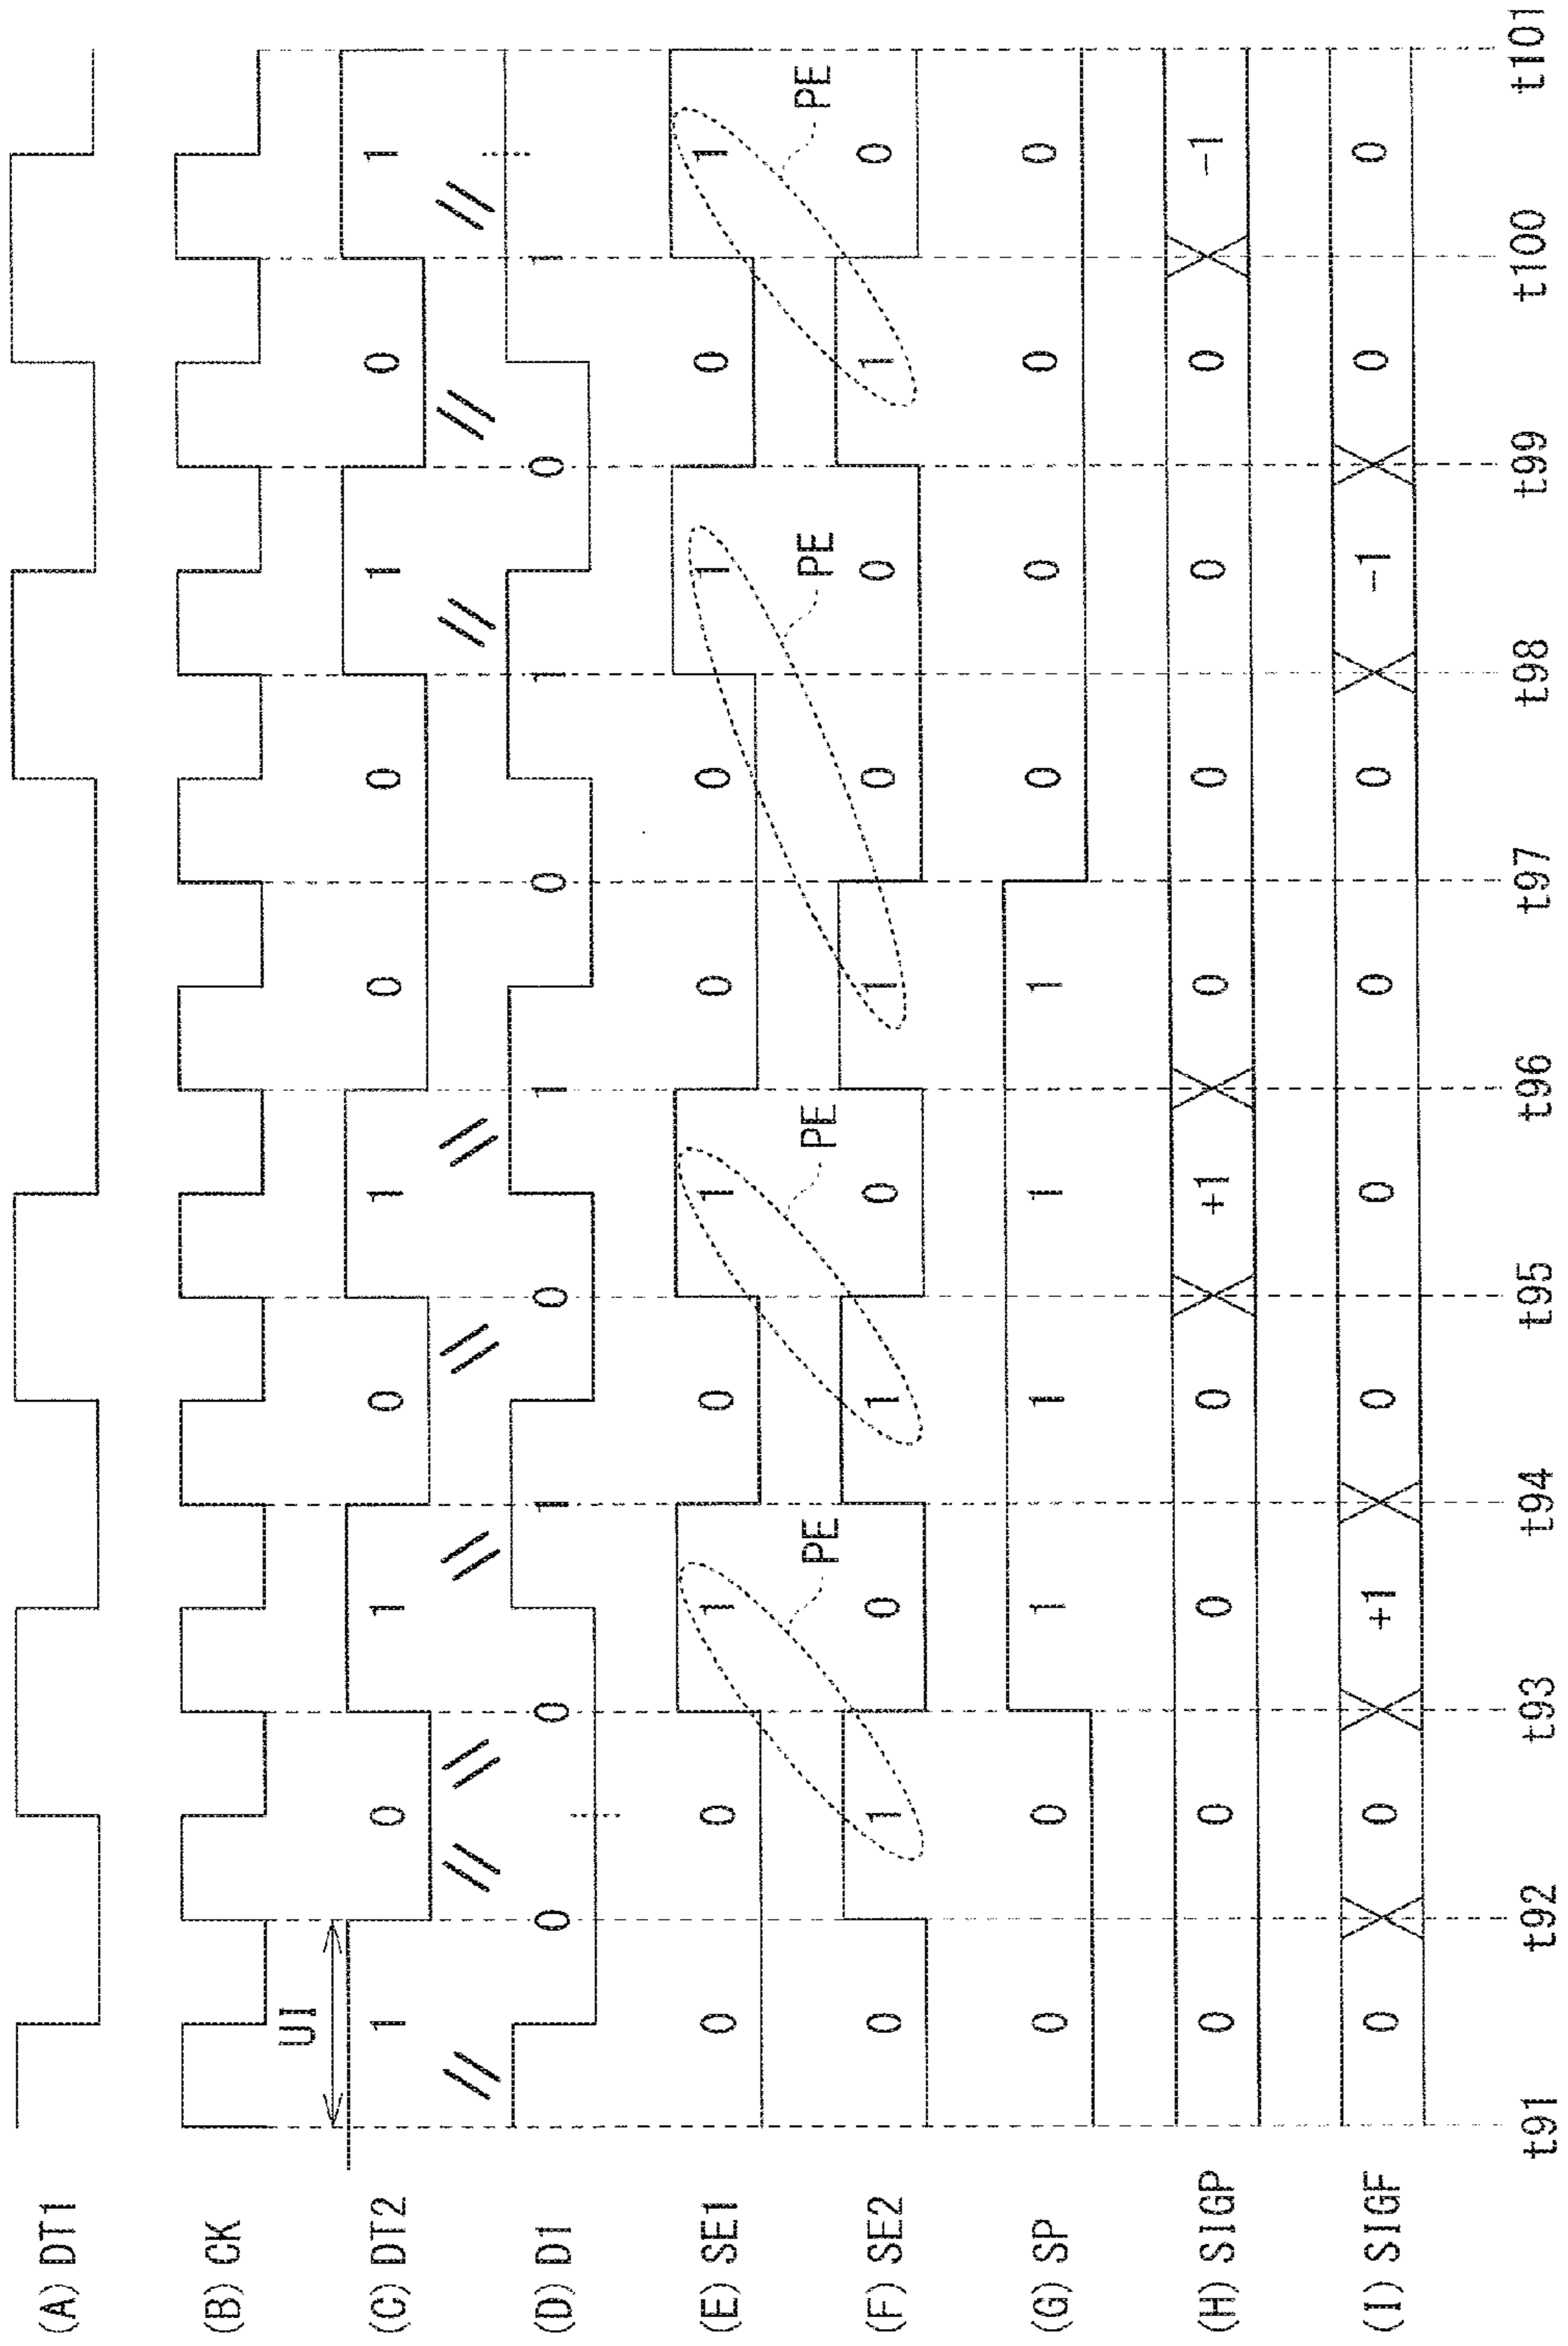 (A) DT1
(B) CK
UI
(C) DT2 1 0 1 0 1 0 0 1 0 1
// // // // // // // // //
(D) D1 0 0 1 0 1 0 1 0 1
(E) SE1 0 0 1 0 1 0 0 1 0 1
PE PE PE PE
(F) SE2 0 1 0 1 0 1 0 0 1 0
(G) SP 0 0 1 1 1 1 0 0 0 0
(H) SIGP 0 0 0 0 +1 0 0 0 0 -1
(I) SIGF 0 0 +1 0 0 0 0 -1 0 0
t91 t92 t93 t94 t95 t96 t97 t98 t99 t100 t101